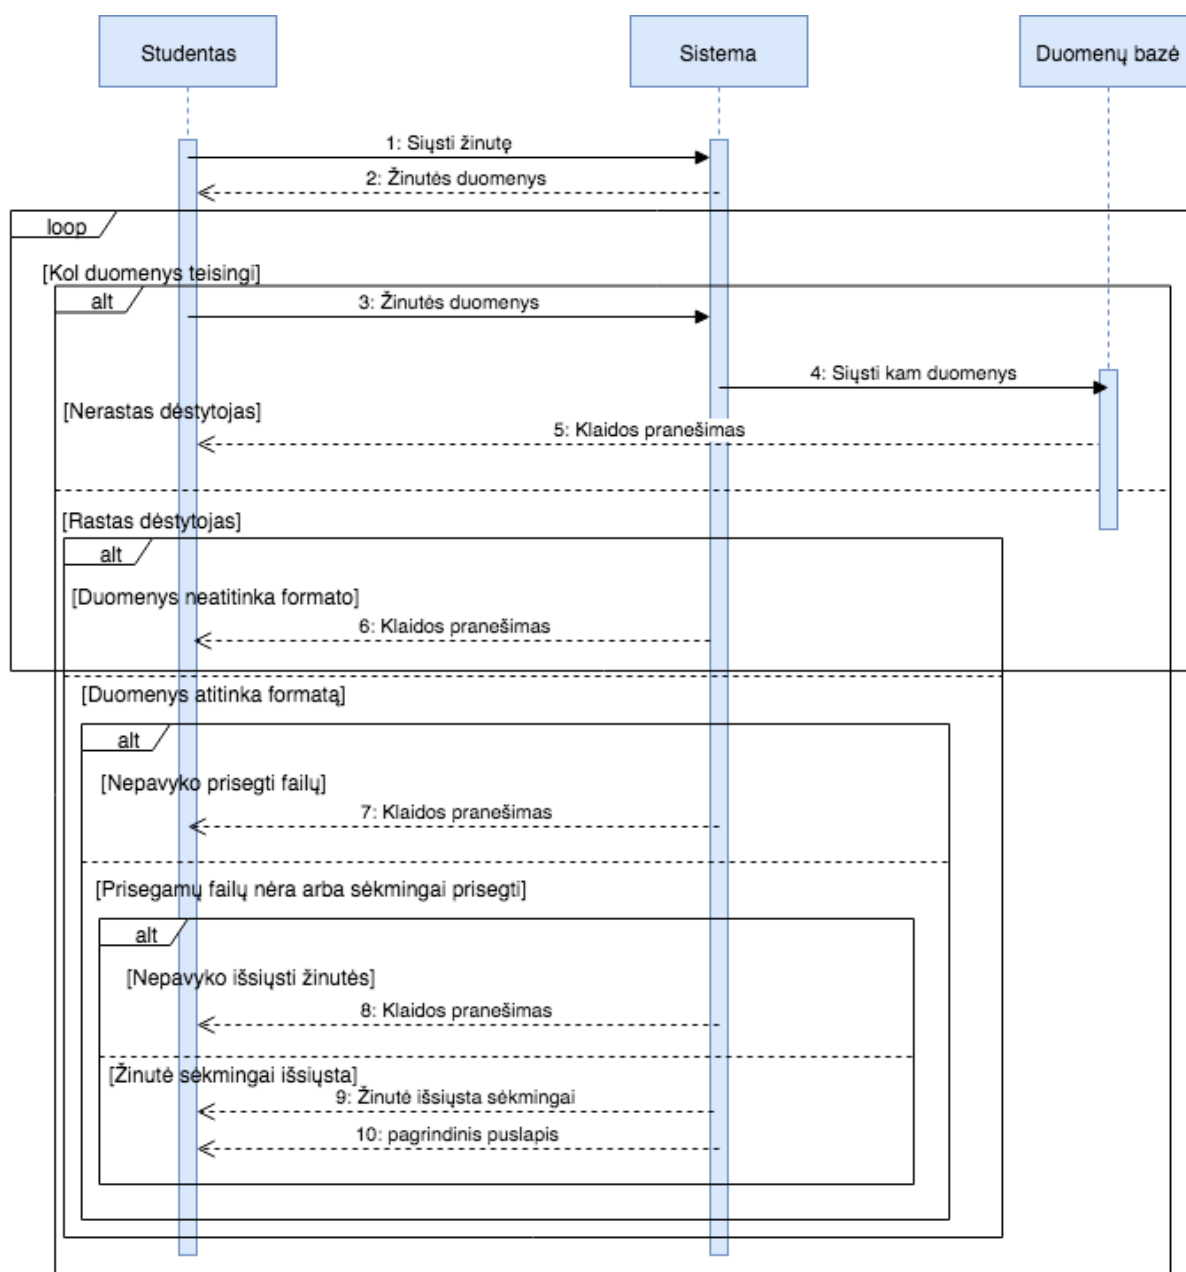 Studentas
Sistema
Duomenų bazė
1: Siųsti žinutę
2: Žinutės duomenys
loop
[Kol duomenys teisingi]
alt
3: Žinutės duomenys
4: Siųsti kam duomenys
[Nerastas dėstytojas]
5: Klaidos pranešimas
[Rastas dėstytojas]
alt
[Duomenys neatitinka formato]
6: Klaidos pranešimas
[Duomenys atitinka formatą]
alt
[Nepavyko prisegti failų]
7: Klaidos pranešimas
[Prisegamų failų nėra arba sėkmingai prisegti]
alt
[Nepavyko išsiųsti žinutės]
8: Klaidos pranešimas
[Žinutė sėkmingai išsiųsta]
9: Žinutė išsiųsta sėkmingai
10: pagrindinis puslapis